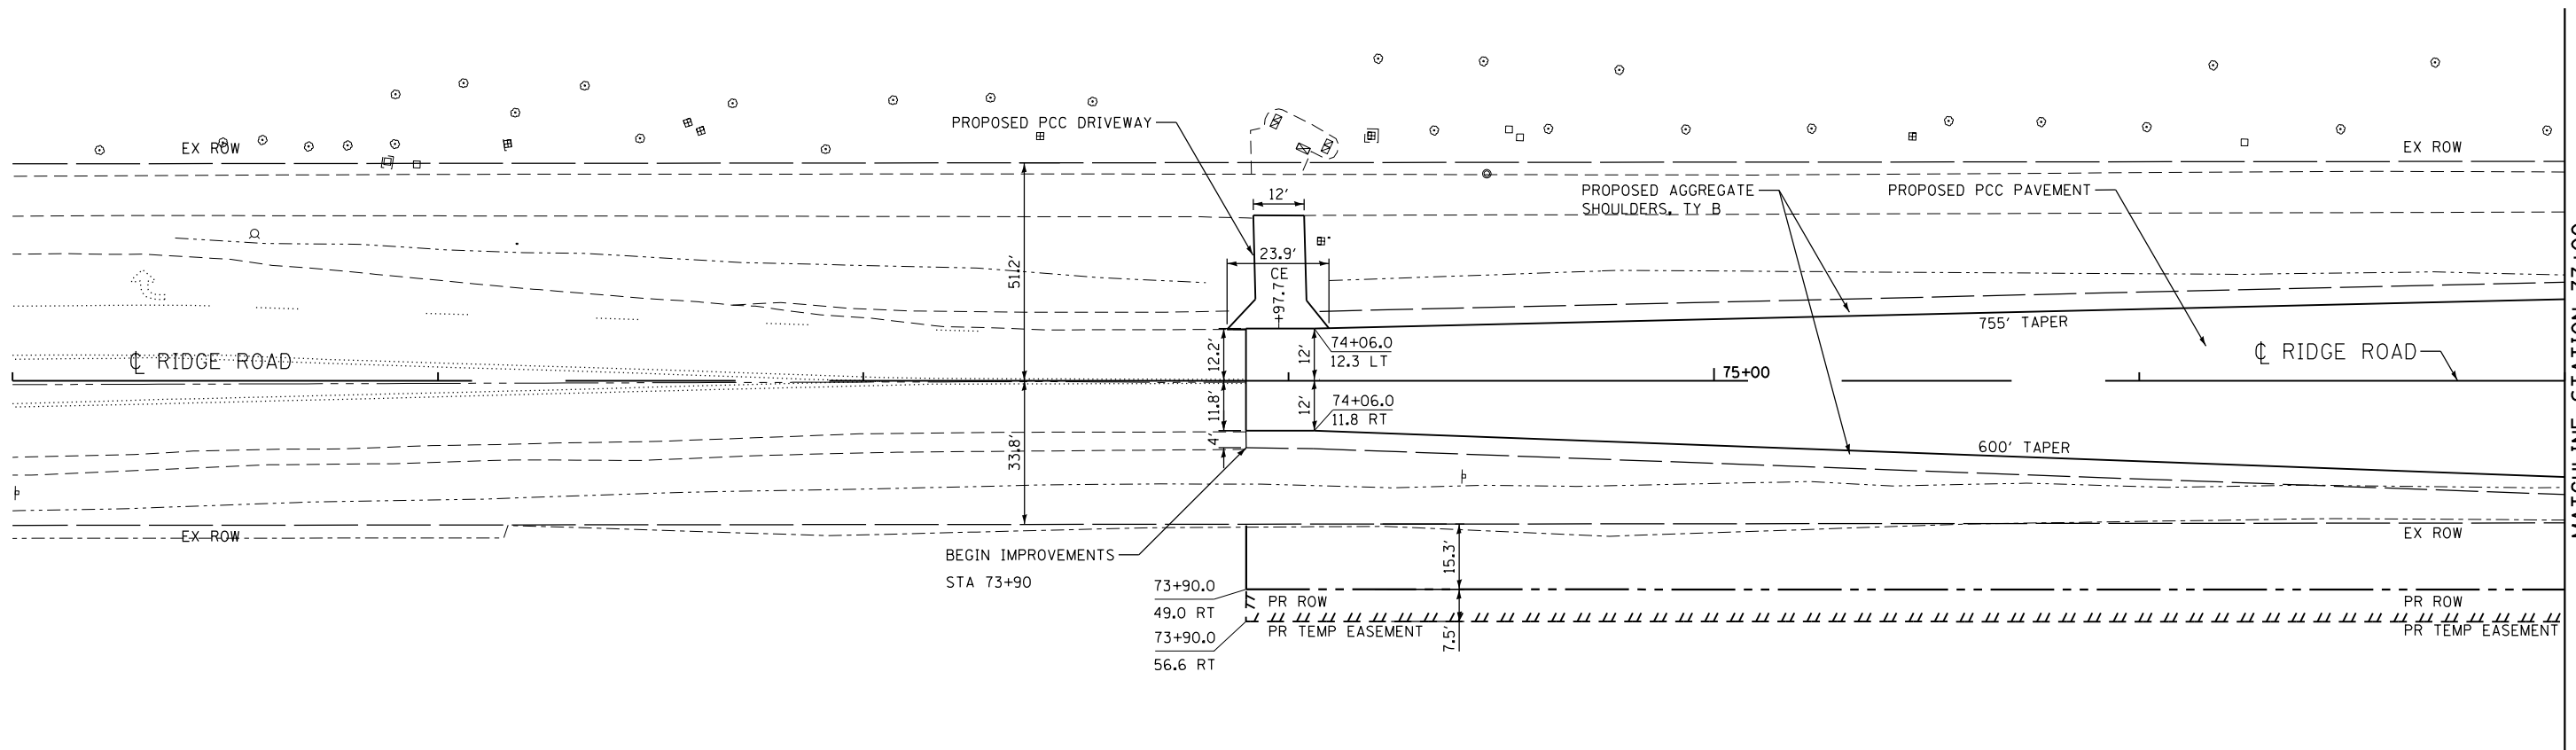 PROPOSED PCC DRIVEWAY
EX ROW
EX ROW
12'
PROPOSED AGGREGATE
SHOULDERS, TY B
PROPOSED PCC PAVEMENT
51.2'
23.9'
CE
+97.7
755' TAPER
℄ RIDGE ROAD
12.2'
12'
74+06.0
12.3 LT
℄ RIDGE ROAD
75+00
11.8'
12'
74+06.0
11.8 RT
4'
33.8'
600' TAPER
EX ROW
EX ROW
BEGIN IMPROVEMENTS
STA 73+90
15.3'
73+90.0
49.0 RT
PR ROW
PR ROW
73+90.0
56.6 RT
PR TEMP EASEMENT
7.5'
PR TEMP EASEMENT